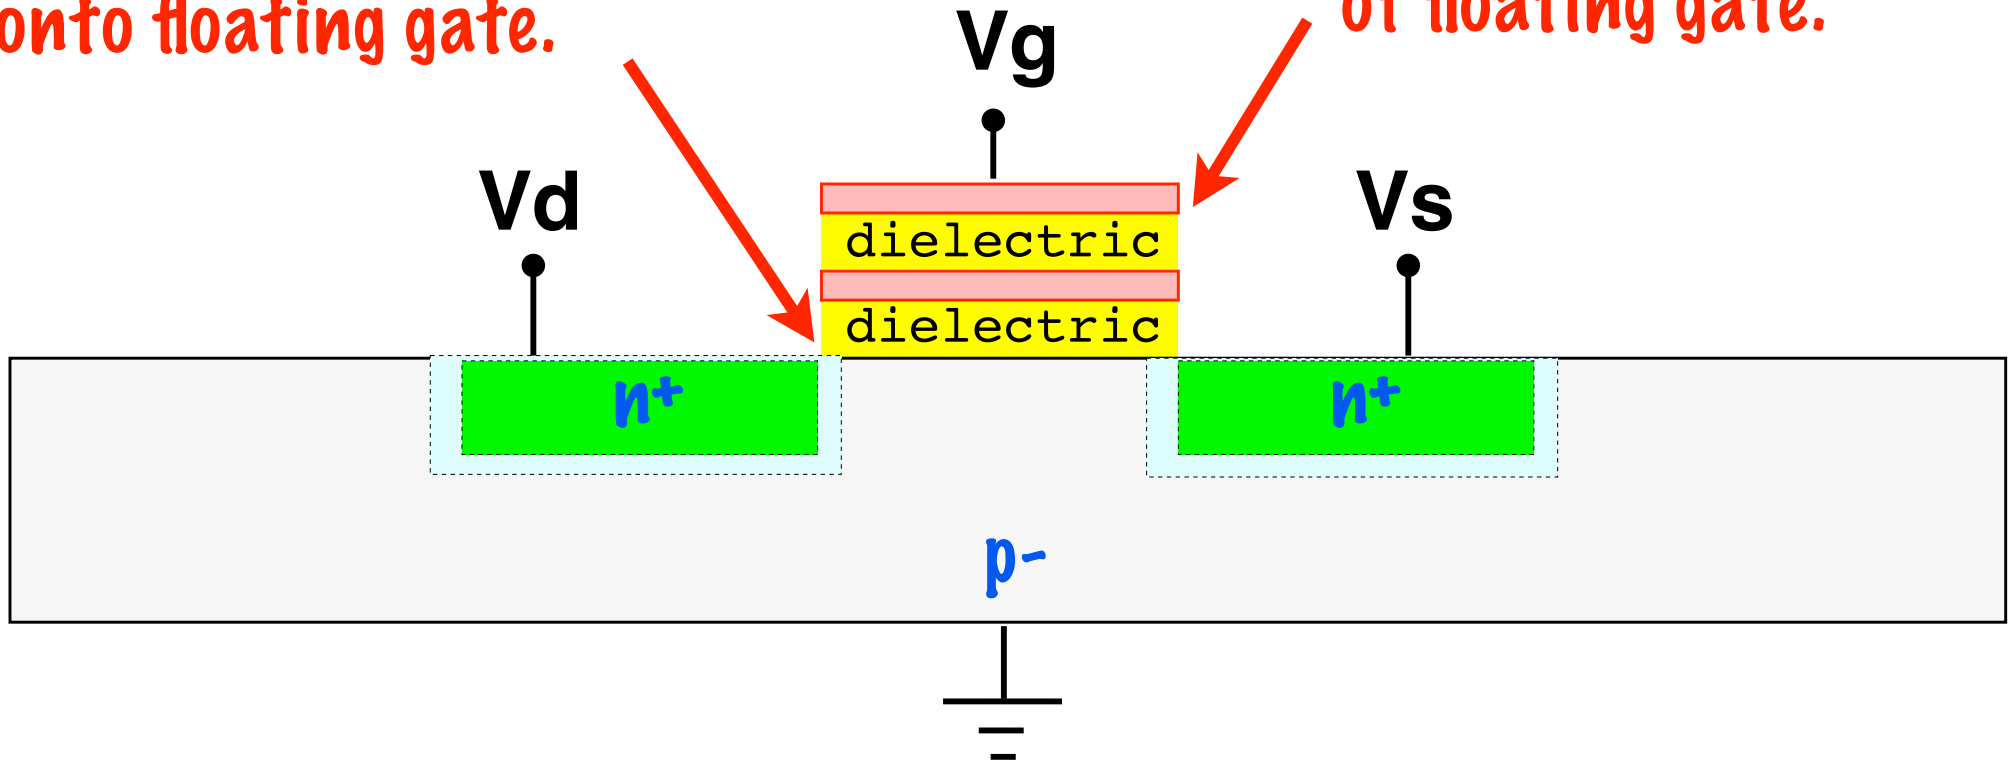 onto floating gate.
of floating gate.
Vg
Vd
Vs
dielectric
dielectric
n+
n+
p-